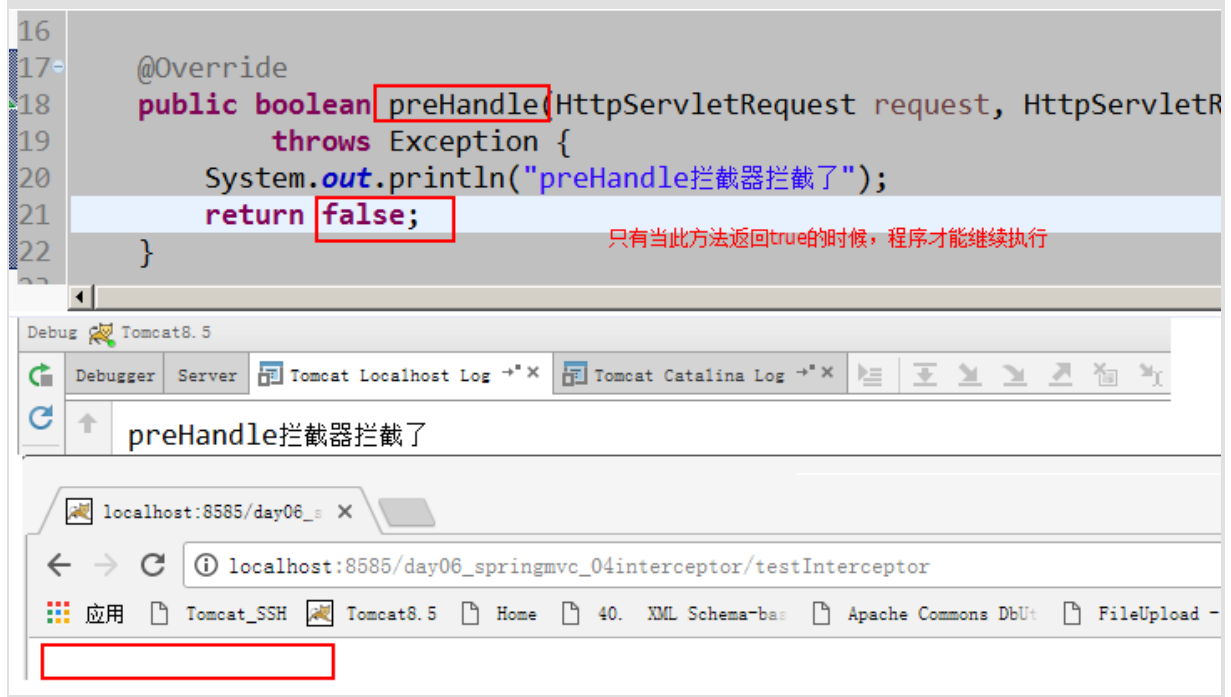 16
17 @Override
18 public boolean preHandle(HttpServletRequest request, HttpServletR
19 throws Exception {
20 System.out.println("preHandle拦截器拦截了");
21 return false;
只有当此方法返回true的时候，程序才能继续执行
22 }
Debug Tomcat8.5
Debugger Server Tomcat Localhost Log Tomcat Catalina Log
preHandle拦截器拦截了
localhost:8585/day06_s
localhost:8585/day06_springmvc_04interceptor/testInterceptor
应用 Tomcat_SSH Tomcat8.5 Home 40. XML Schema-bas Apache Commons DbUt FileUpload -